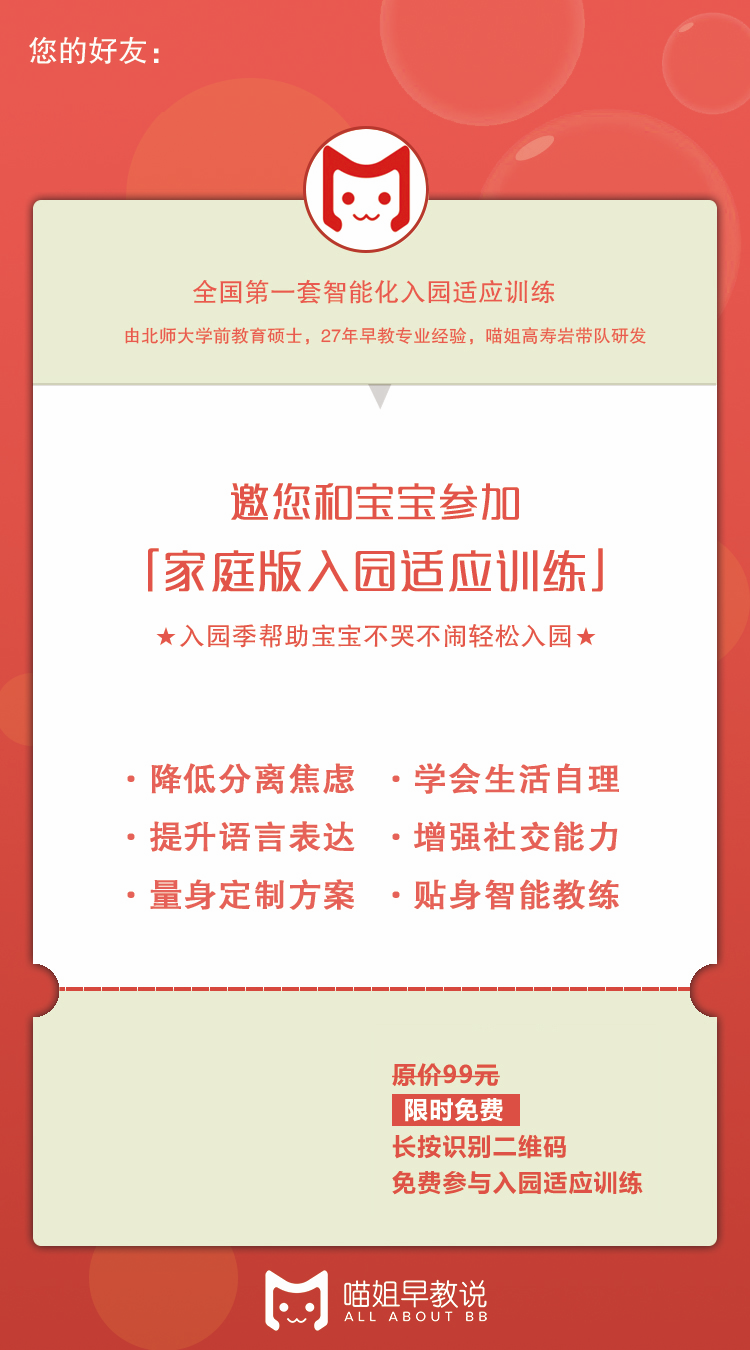 您的好友：
全国第一套智能化入园适应训练
由北师大学前教育硕士，27年早教专业经验，喵姐高寿岩带队研发
邀您和宝宝参加
「家庭版入园适应训练」
★入园季帮助宝宝不哭不闹轻松入园★
· 降低分离焦虑 · 学会生活自理
· 提升语言表达 · 增强社交能力
· 量身定制方案 · 贴身智能教练
原价99元
限时免费
长按识别二维码
免费参与入园适应训练
喵姐早教说
ALL ABOUT BB